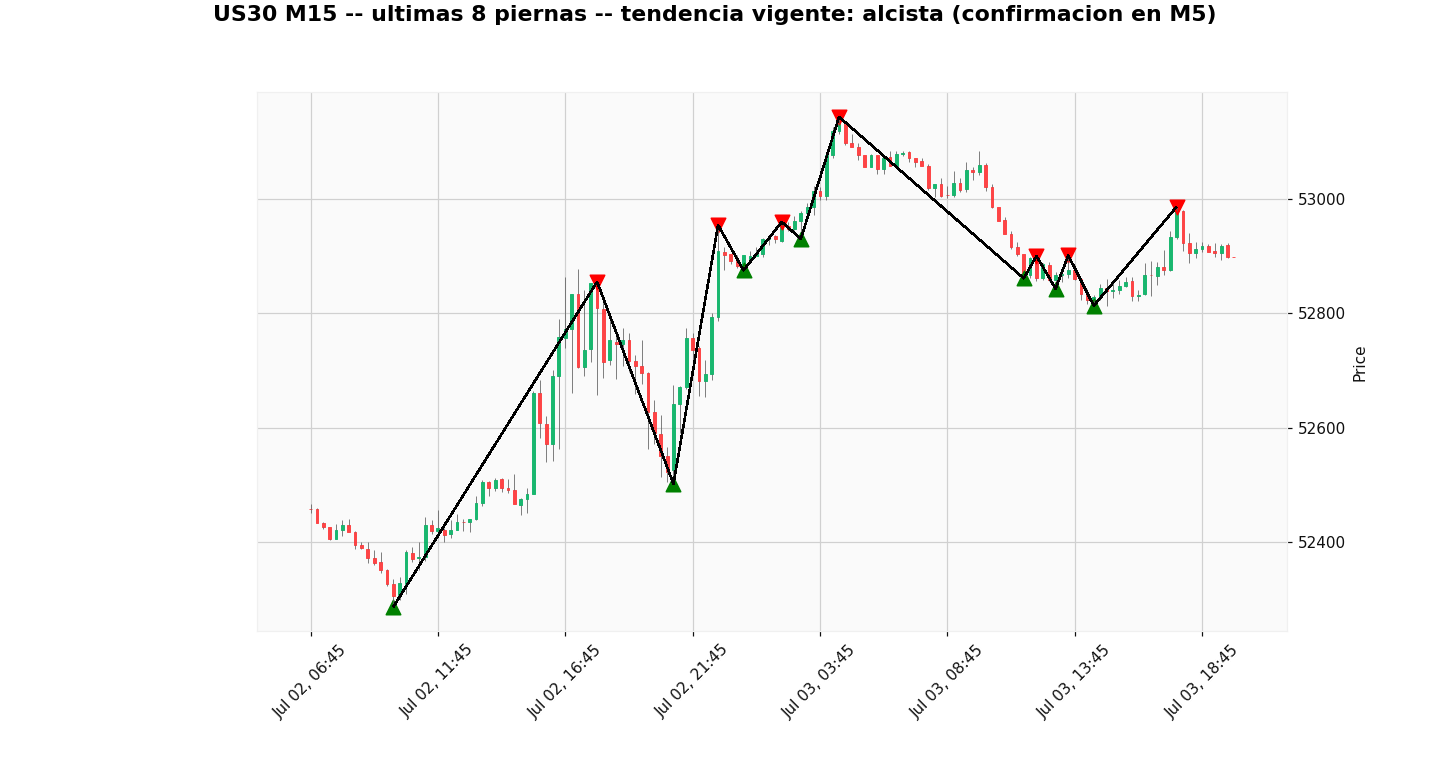 US30 M15 -- ultimas 8 piernas -- tendencia vigente: alcista (confirmacion en M5)
53000
52800
52600
52400
Price
Jul 02, 06:45
Jul 02, 11:45
Jul 02, 16:45
Jul 02, 21:45
Jul 03, 03:45
Jul 03, 08:45
Jul 03, 13:45
Jul 03, 18:45